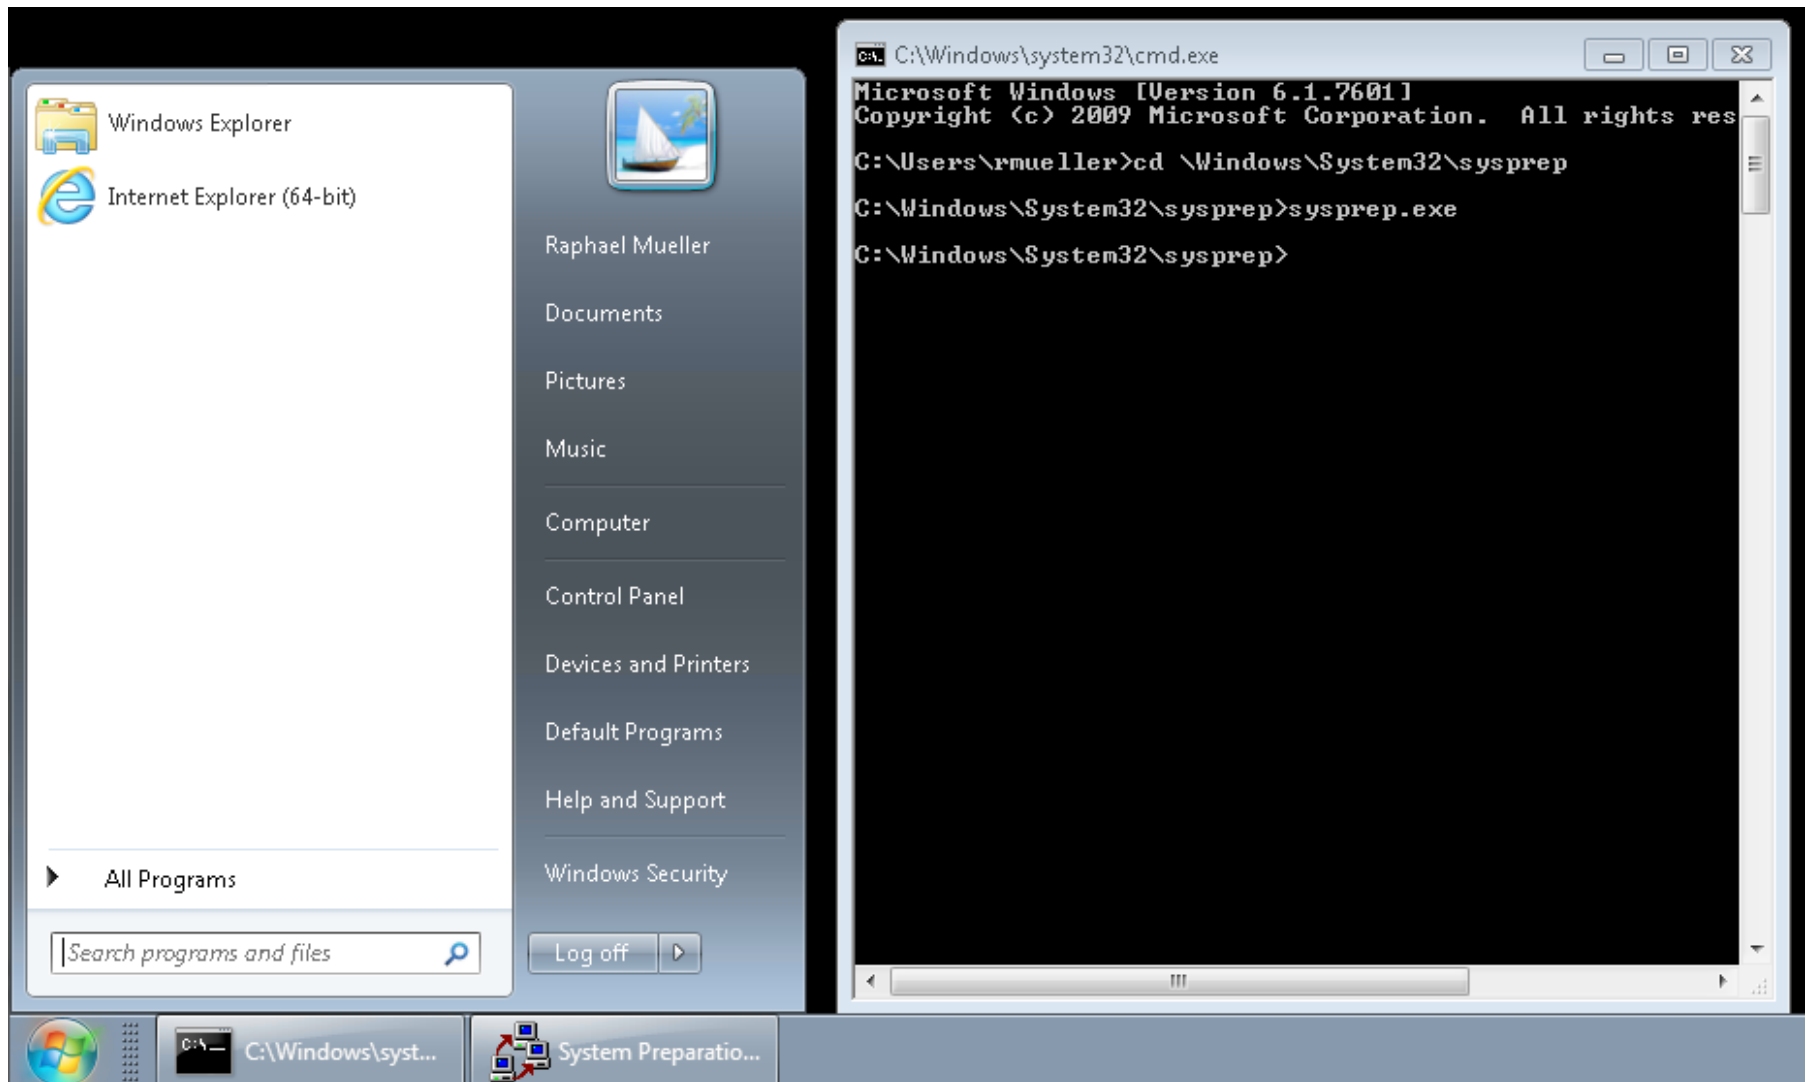 Windows Explorer
Internet Explorer (64-bit)
All Programs
Search programs and files
Raphael Mueller
Documents
Pictures
Music
Computer
Control Panel
Devices and Printers
Default Programs
Help and Support
Windows Security
Log off
C:\Windows\system32\cmd.exe
Microsoft Windows [Version 6.1.7601]
Copyright (c) 2009 Microsoft Corporation.  All rights res
C:\Users\rmueller>cd \Windows\System32\sysprep
C:\Windows\System32\sysprep>sysprep.exe
C:\Windows\System32\sysprep>
C:\Windows\syst...
System Preparatio...